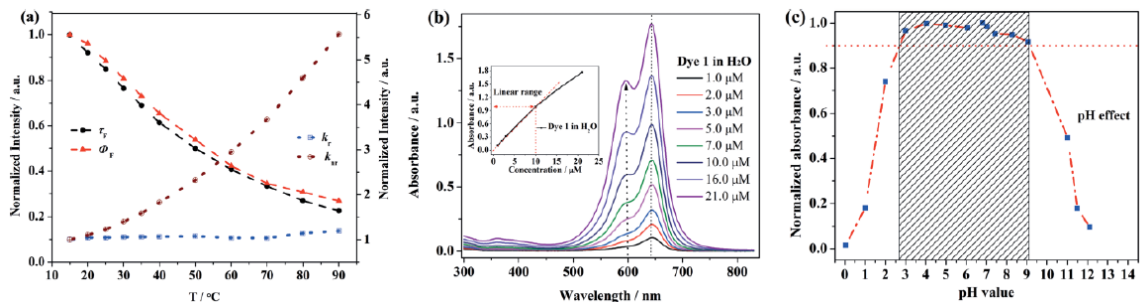 (a)
Normalized Intensity / a.u.
1.0
0.8
0.6
0.4
0.2
0.0
τF
ΦF
kr
knr
10 20 30 40 50 60 70 80 90
T / °C
6
5
4
3
2
1
Normalized Intensity / a.u.
(b)
Absorbance / a.u.
1.5
1.0
0.5
0.0
300 400 500 600 700 800
Wavelength / nm
Absorbance / a.u.
1.8
1.5
1.2
0.9
0.6
0.3
0.0
Linear range
Dye 1 in H2O
0 5 10 15 20 25
Concentration / μM
Dye 1 in H2O
1.0 μM
2.0 μM
3.0 μM
5.0 μM
7.0 μM
10.0 μM
16.0 μM
21.0 μM
(c)
Normalized absorbance / a.u.
1.0
0.8
0.6
0.4
0.2
0.0
pH effect
0 1 2 3 4 5 6 7 8 9 10 11 12 13 14
pH value